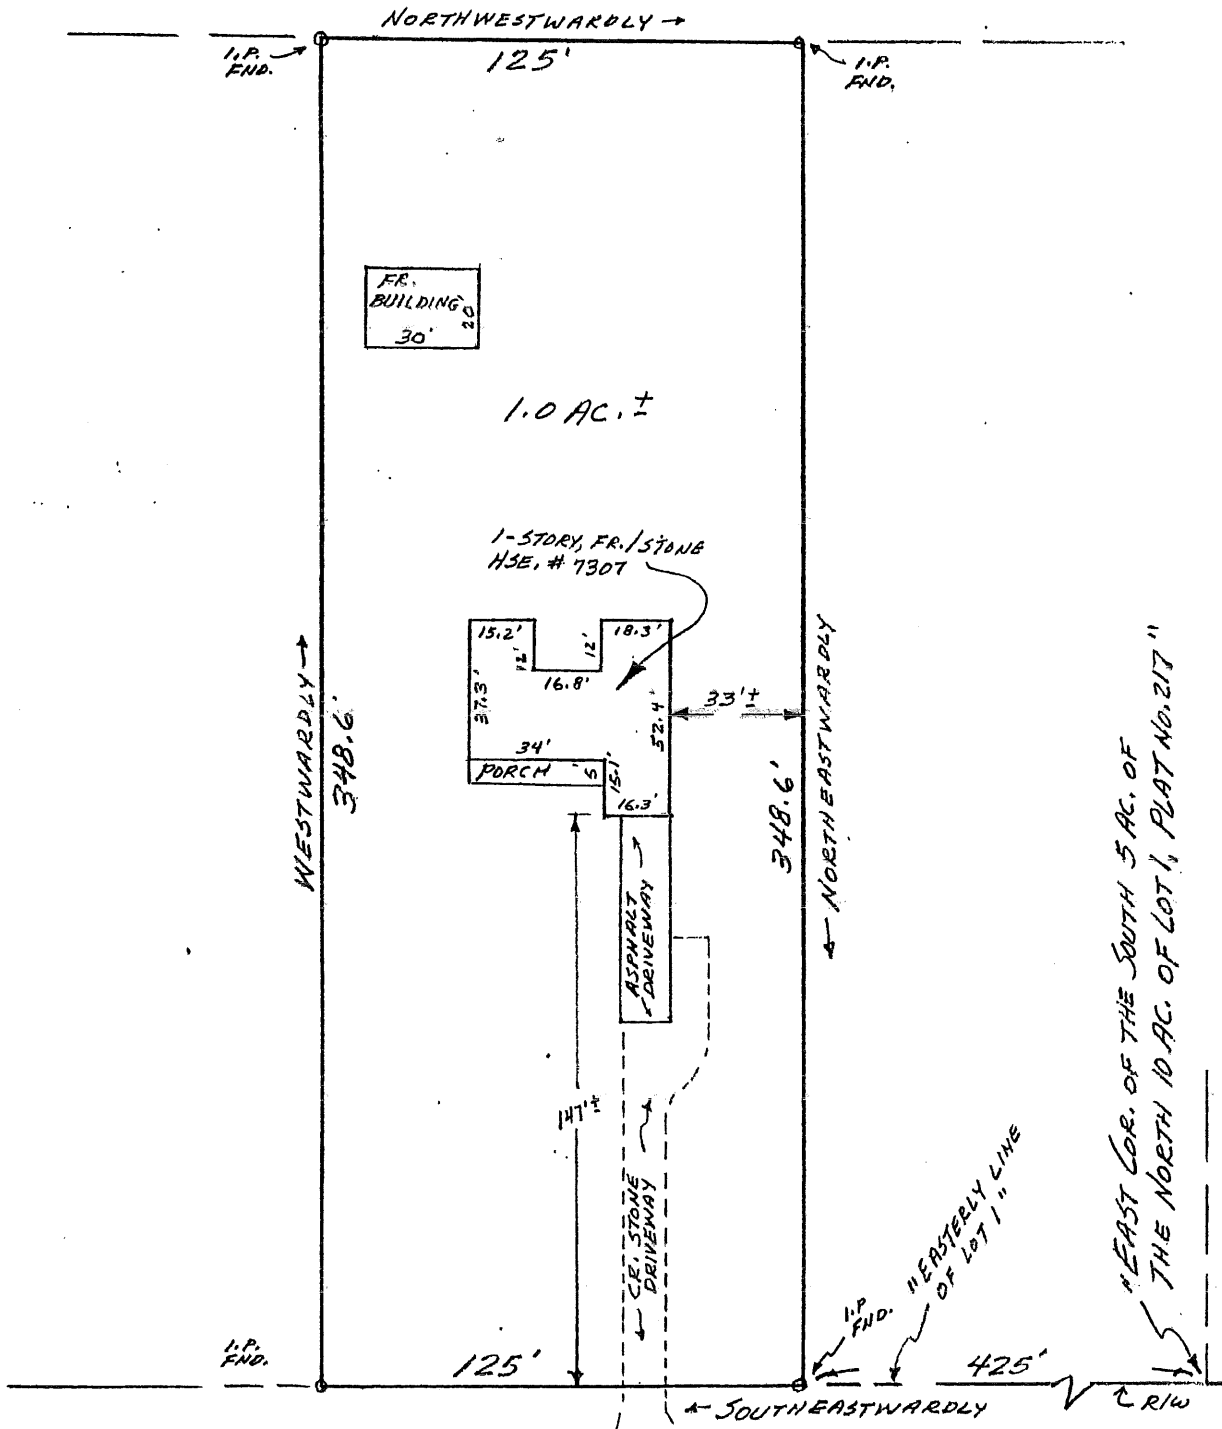 NORTHWESTWARDLY →
125'
I.P.
FND.
I.P.
FND.
FR.
BUILDING
20
30'
1.0 AC. ±
1-STORY, FR./STONE
HSE. # 7307
15.2'
12'
12'
18.3'
16.8'
37.3'
52.4'
33'±
34'
PORCH
5'
15.1'
16.3'
WESTWARDLY →
348.6'
348.6'
← NORTHEASTWARDLY
ASPHALT
DRIVEWAY
147'±
CR. STONE
DRIVEWAY
"EAST COR. OF THE SOUTH 5 AC. OF
THE NORTH 10 AC. OF LOT 1, PLAT NO. 217"
"EASTERLY LINE
OF LOT 1"
I.P.
FND.
I.P.
FND.
125'
425'
← SOUTHEASTWARDLY
℄ R/W